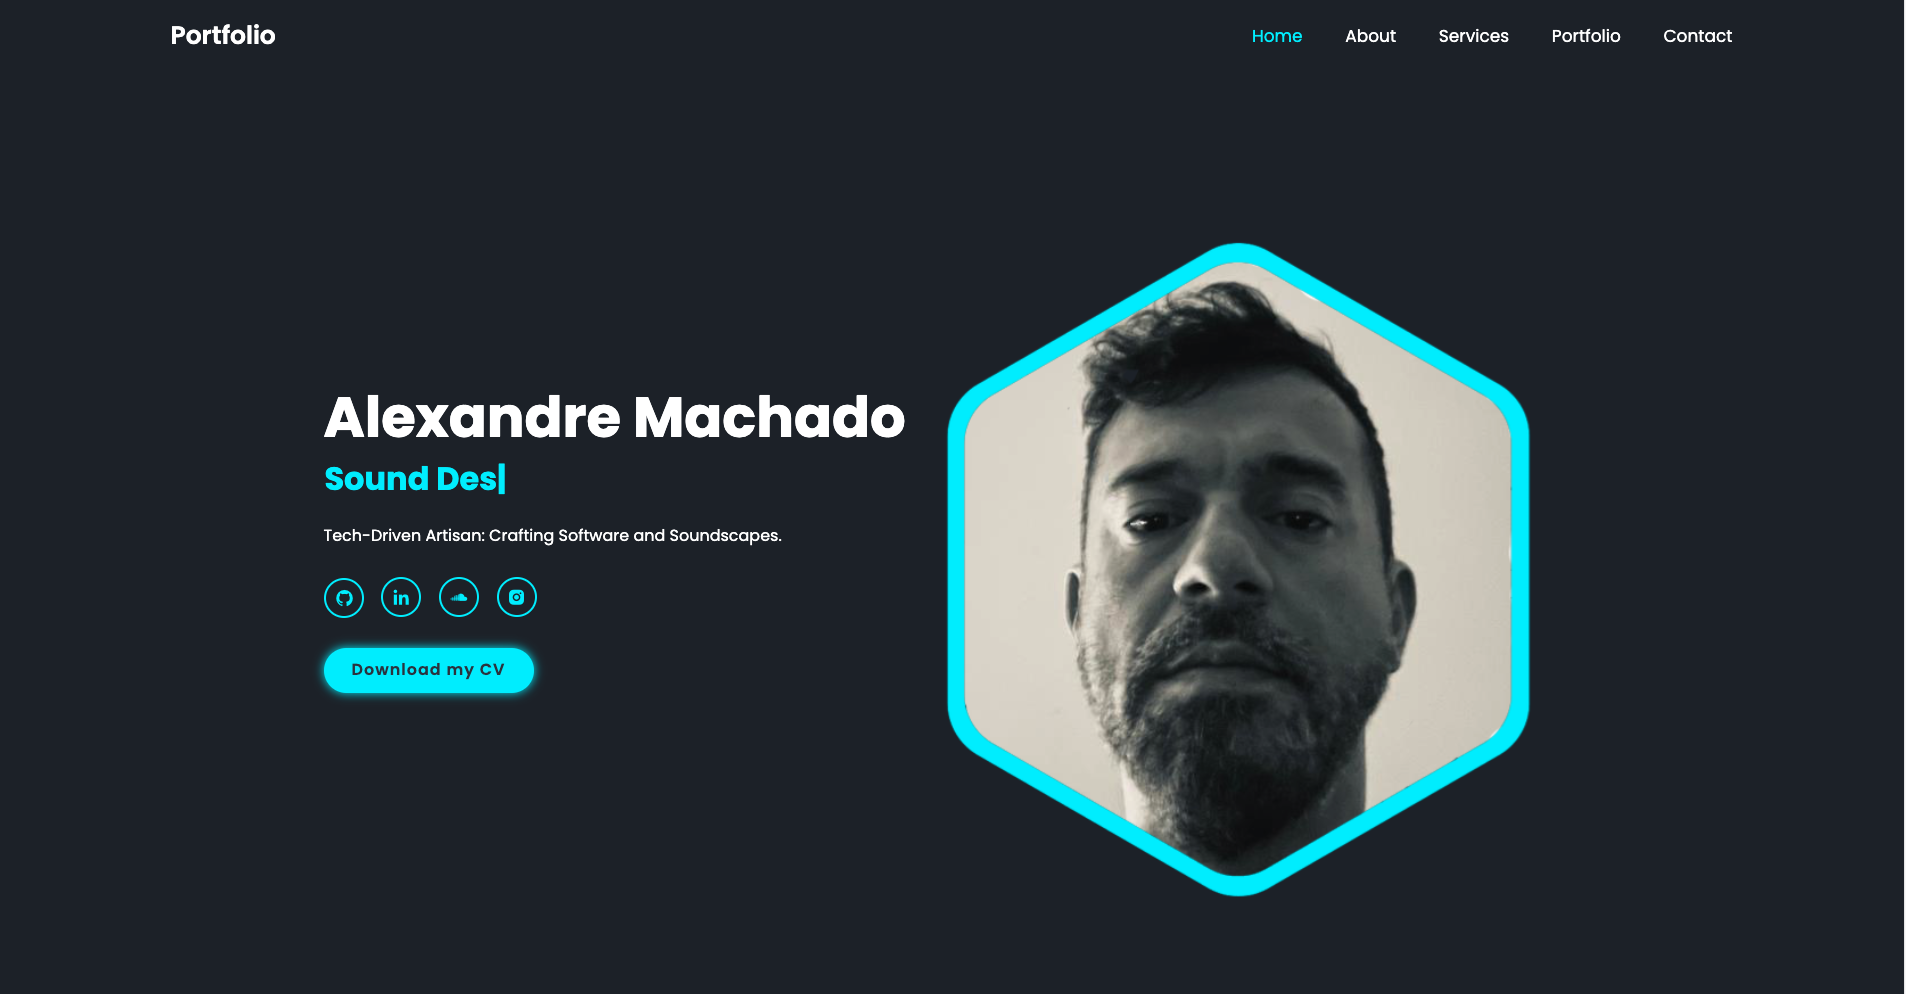 Portfolio
Home About Services Portfolio Contact
Alexandre Machado
Sound Des|
Tech-Driven Artisan: Crafting Software and Soundscapes.
in
Download my CV